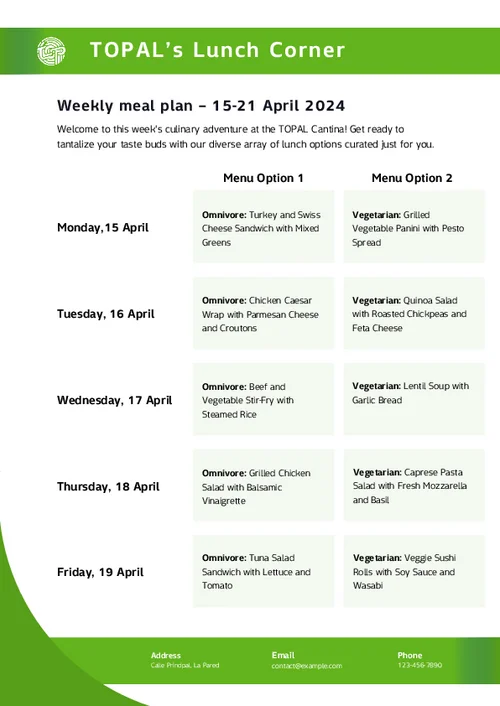 TOPAL's Lunch Corner
Weekly meal plan – 15-21 April 2024
Welcome to this week's culinary adventure at the TOPAL Cantina! Get ready to
tantalize your taste buds with our diverse array of lunch options curated just for you.
Menu Option 1
Menu Option 2
Monday,15 April
Omnivore: Turkey and Swiss
Cheese Sandwich with Mixed
Greens
Vegetarian: Grilled
Vegetable Panini with Pesto
Spread
Tuesday, 16 April
Omnivore: Chicken Caesar
Wrap with Parmesan Cheese
and Croutons
Vegetarian: Quinoa Salad
with Roasted Chickpeas and
Feta Cheese
Wednesday, 17 April
Omnivore: Beef and
Vegetable Stir-Fry with
Steamed Rice
Vegetarian: Lentil Soup with
Garlic Bread
Thursday, 18 April
Omnivore: Grilled Chicken
Salad with Balsamic
Vinaigrette
Vegetarian: Caprese Pasta
Salad with Fresh Mozzarella
and Basil
Friday, 19 April
Omnivore: Tuna Salad
Sandwich with Lettuce and
Tomato
Vegetarian: Veggie Sushi
Rolls with Soy Sauce and
Wasabi
Address
Calle Principal, La Pared
Email
contact@example.com
Phone
123-456-7890